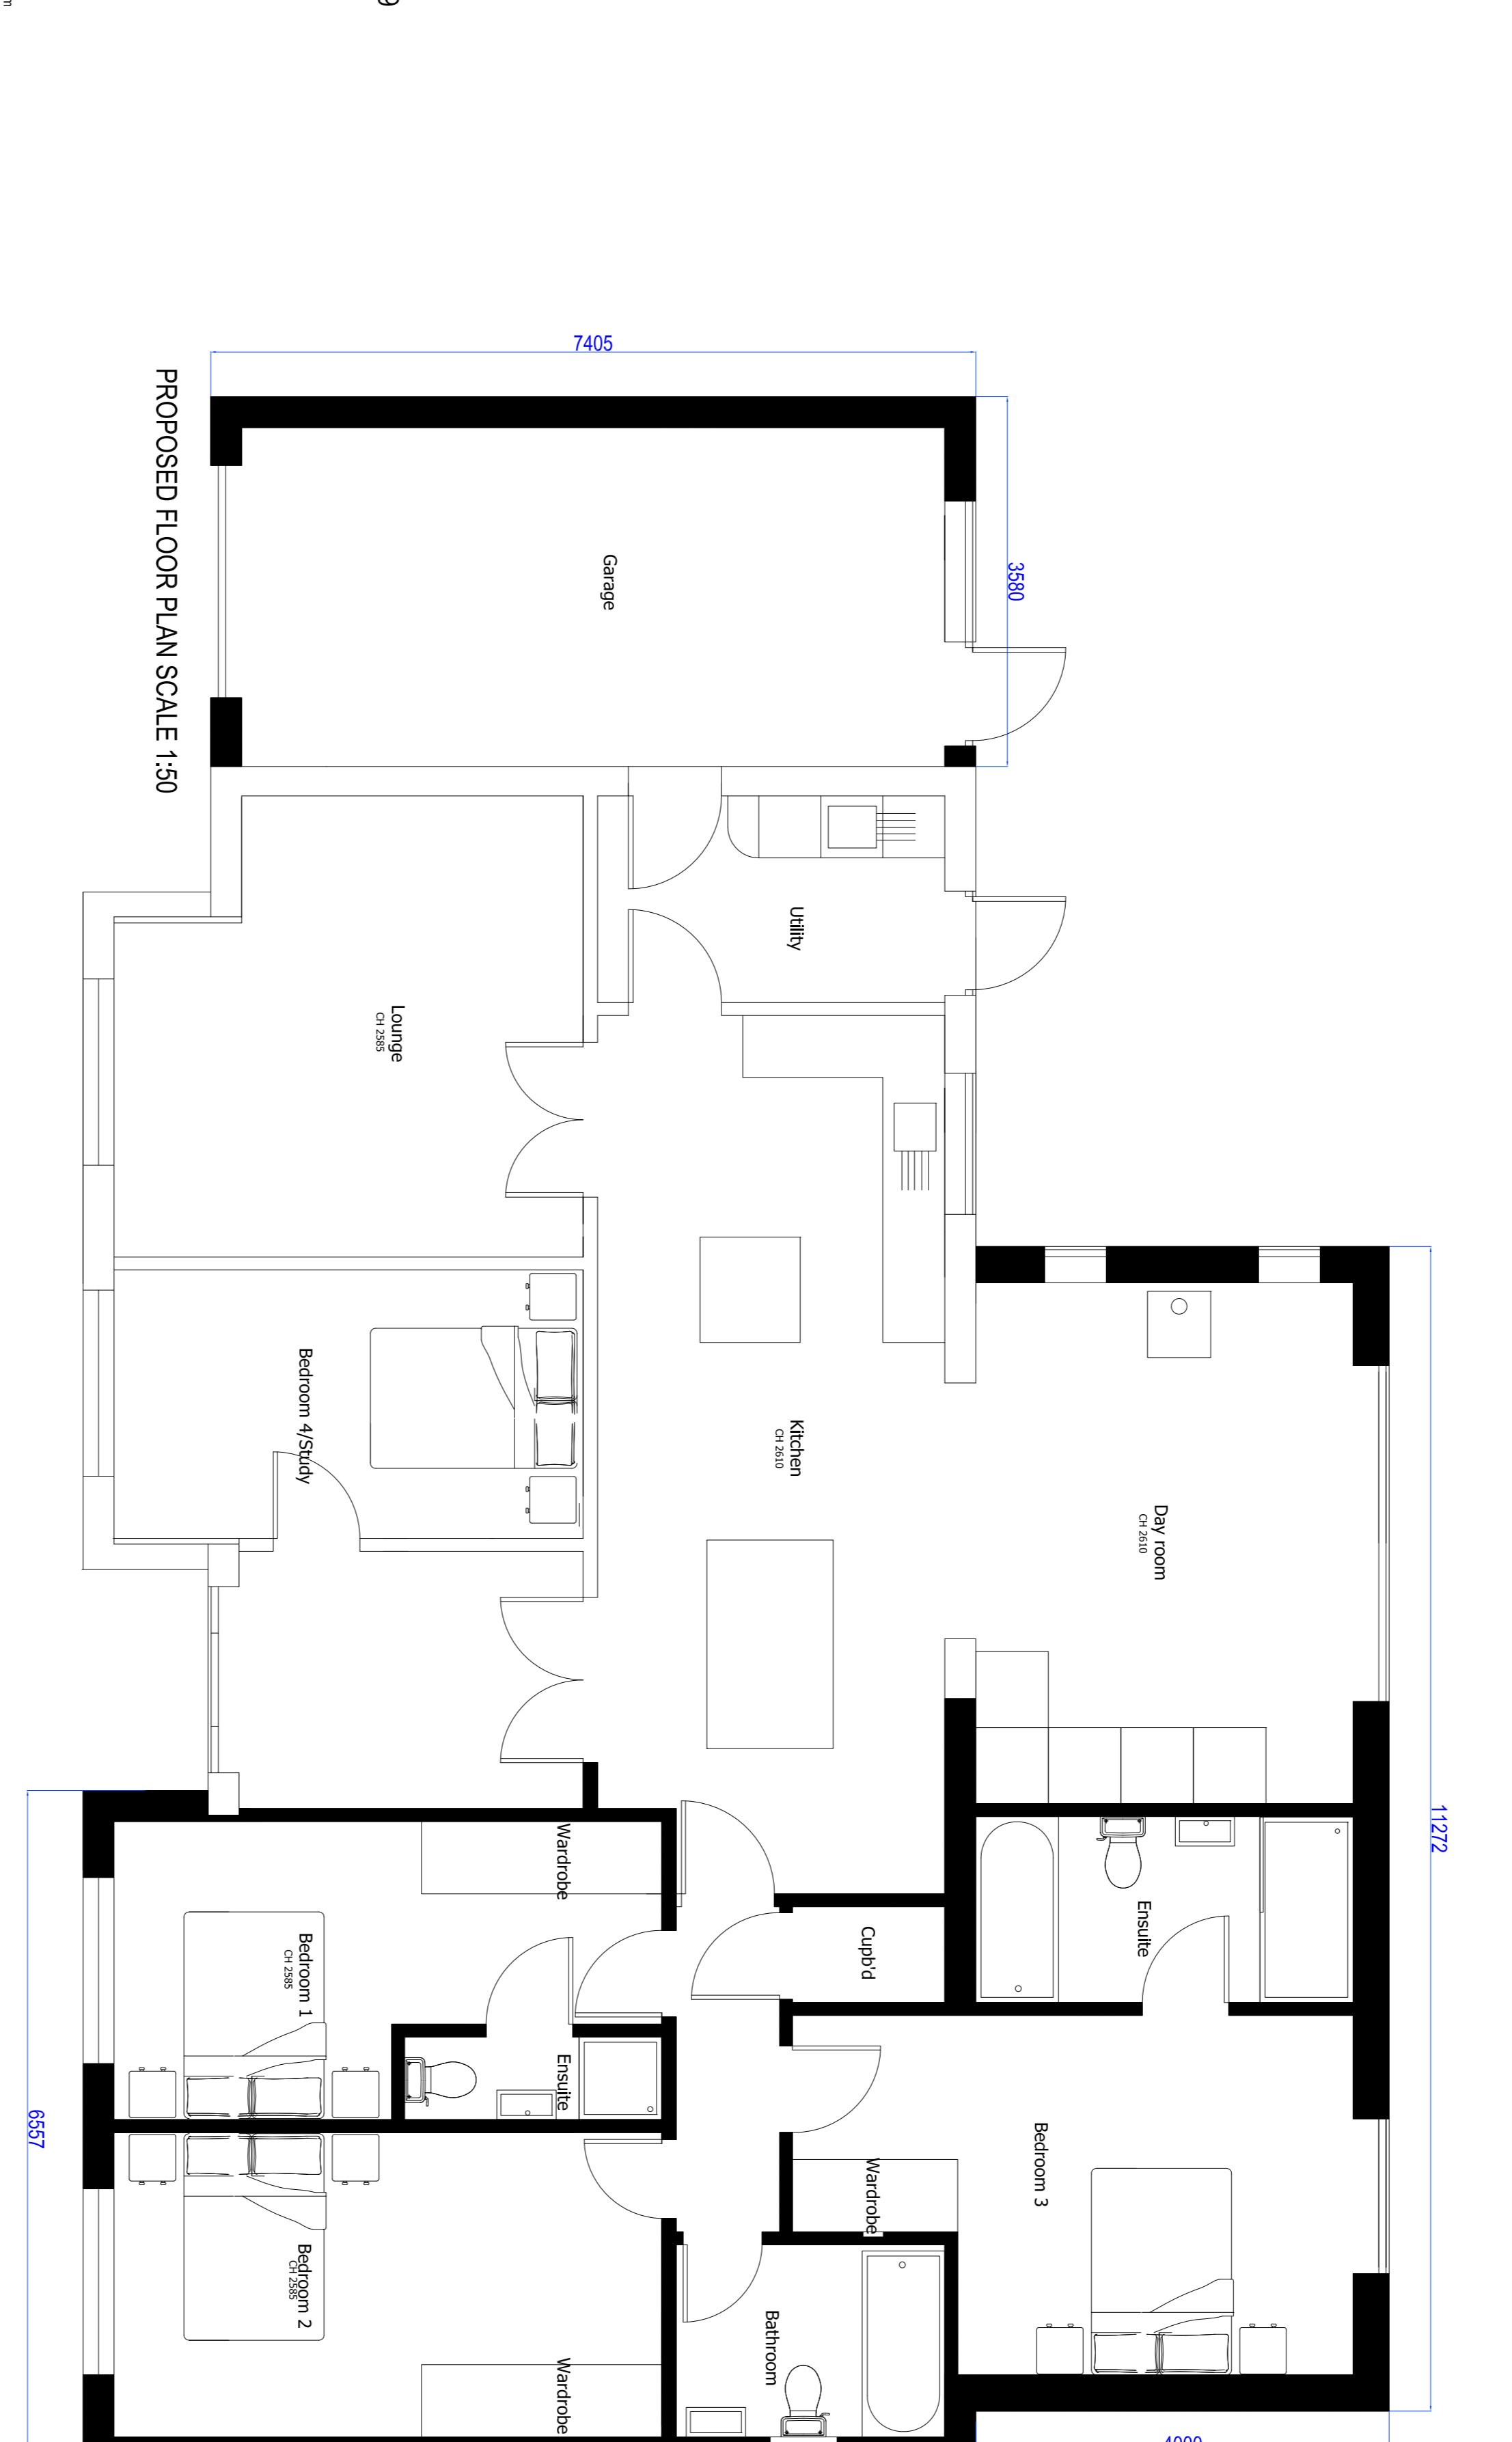 PROPOSED FLOOR PLAN SCALE 1:50
7405
3580
11272
6557
Garage
Utility
Lounge
CH 2585
Kitchen
CH 2610
Day room
CH 2610
Bedroom 4/Study
Wardrobe
Bedroom 1
CH 2585
Ensuite
Cupb'd
Ensuite
Bedroom 3
Wardrobe
Bedroom 2
CH 2585
Wardrobe
Bathroom